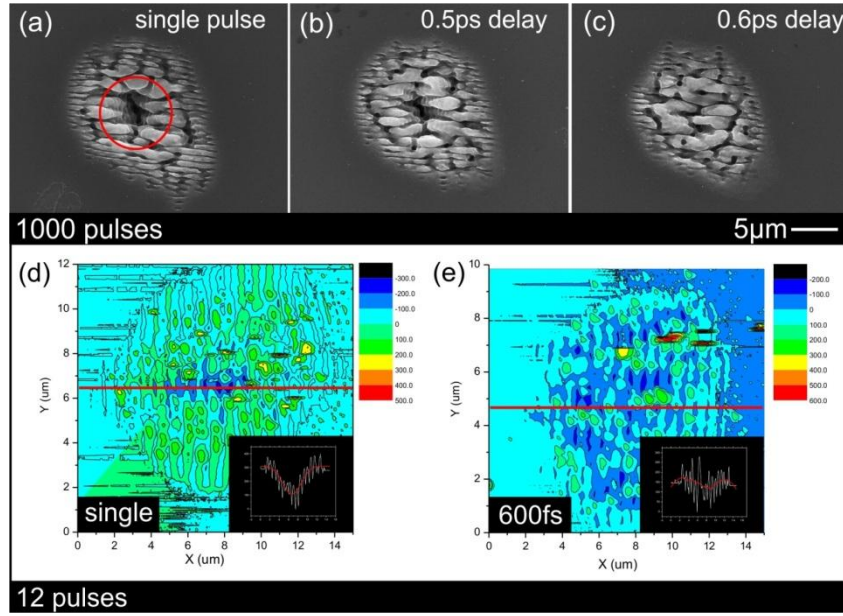 (a) single pulse
(b) 0.5ps delay
(c) 0.6ps delay
1000 pulses
5μm
(d)
12
10
8
6
4
2
0
Y (um)
0 2 4 6 8 10 12 14
X (um)
-300.0
-200.0
-100.0
0
100.0
200.0
300.0
400.0
500.0
single
(e)
10
8
6
4
2
0
Y (um)
0 2 4 6 8 10 12 14
X (um)
-200.0
-100.0
0
100.0
200.0
300.0
400.0
500.0
600.0
600fs
12 pulses